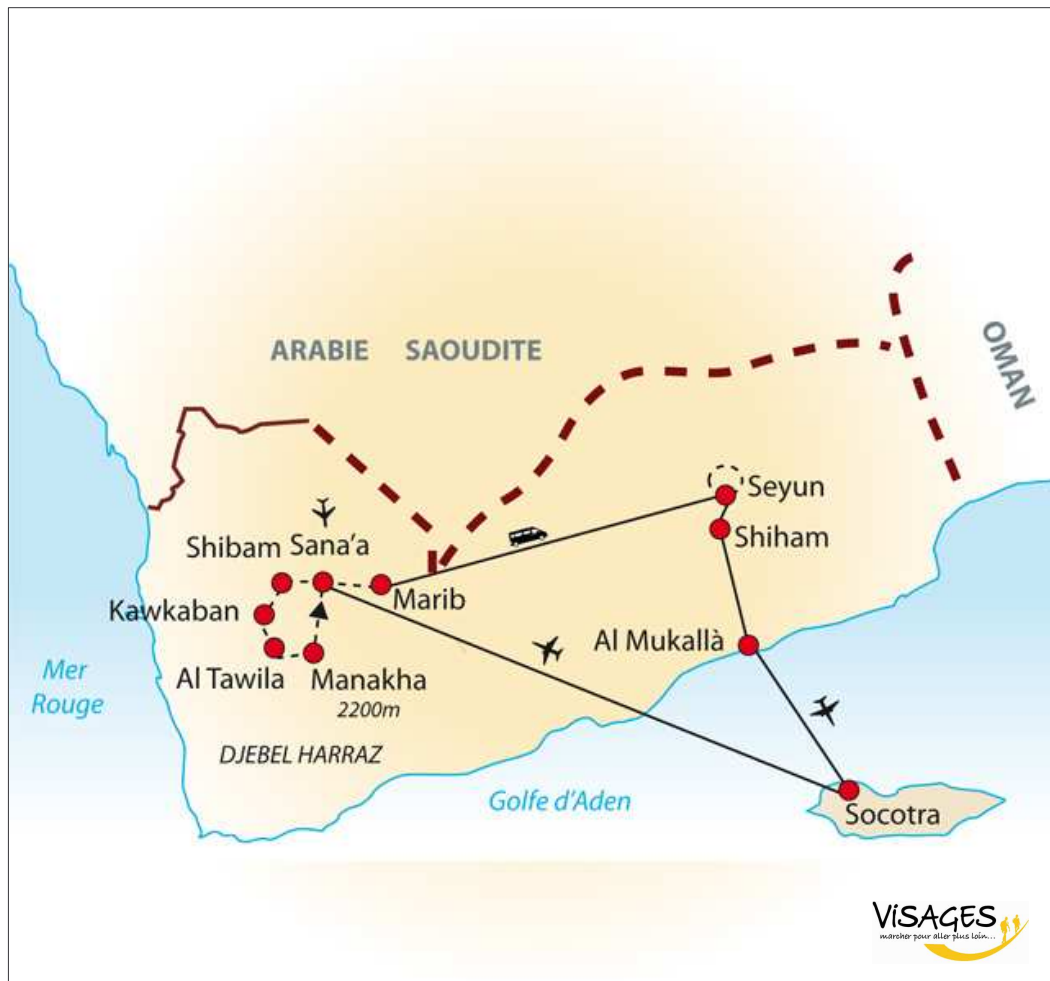 ARABIE SAOUDITE
OMAN
Seyun
Shiham
Shibam
Sana'a
Marib
Kawkaban
Al Mukallà
Al Tawila
Manakha
2200m
Mer
Rouge
DJEBEL HARRAZ
Golfe d'Aden
Socotra
ViSAGES
marcher pour aller plus loin...